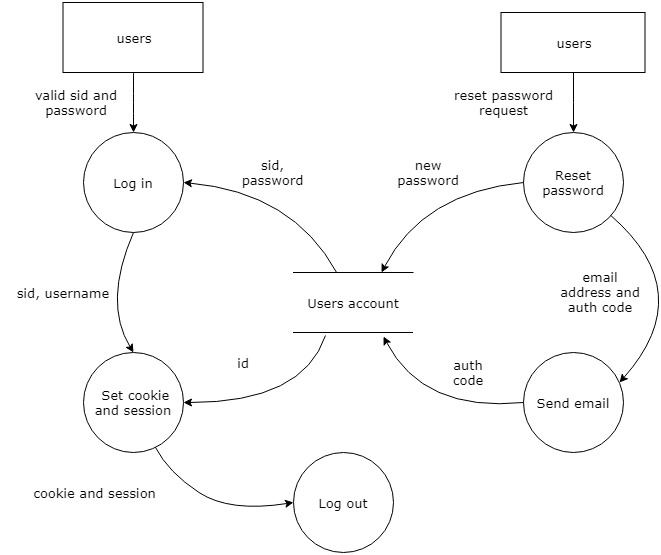 users
users
valid sid and
password
reset password
request
Log in
sid,
password
new
password
Reset
password
sid, username
Users account
email
address and
auth code
id
auth
code
Set cookie
and session
Send email
cookie and session
Log out